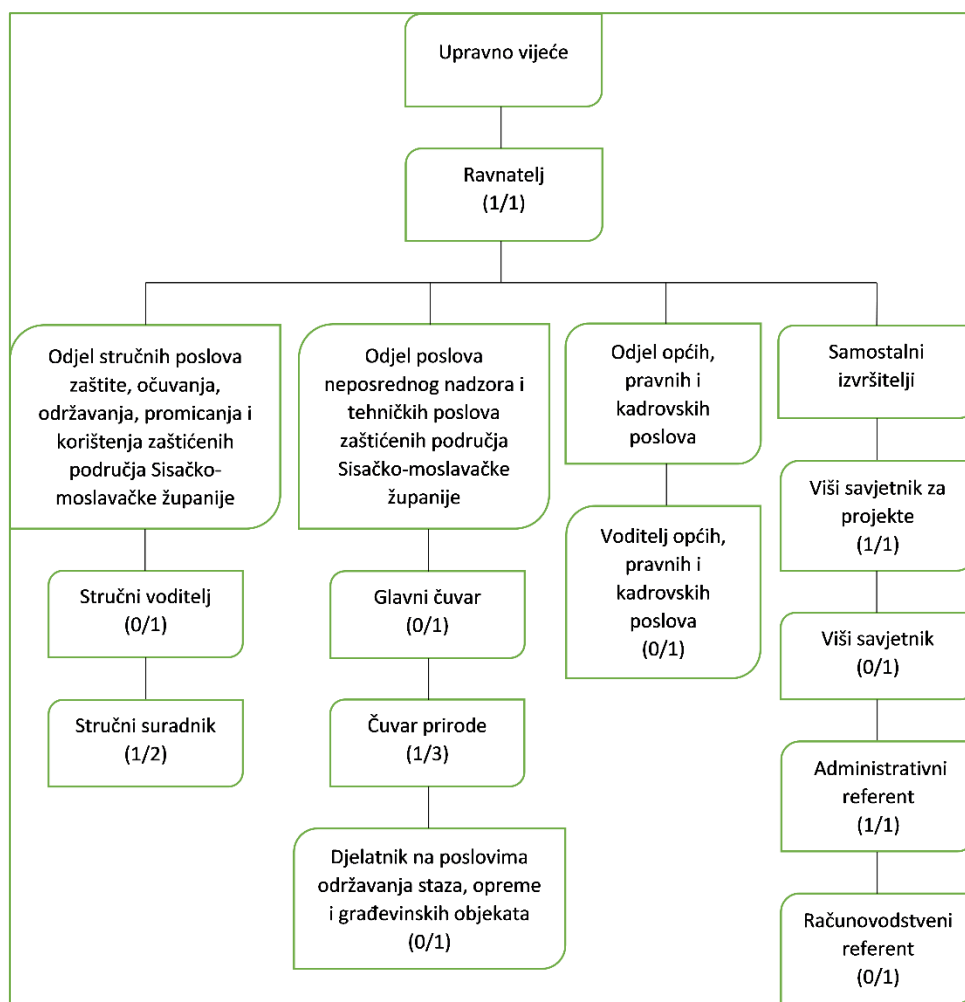 Upravno vijeće
Ravnatelj
(1/1)
Odjel stručnih poslova
zaštite, očuvanja,
održavanja, promicanja i
korištenja zaštićenih
područja Sisačko-
moslavačke županije
Stručni voditelj
(0/1)
Stručni suradnik
(1/2)
Odjel poslova
neposrednog nadzora i
tehničkih poslova
zaštićenih područja
Sisačko-moslavačke
županije
Glavni čuvar
(0/1)
Čuvar prirode
(1/3)
Djelatnik na poslovima
održavanja staza, opreme
i građevinskih objekata
(0/1)
Odjel općih,
pravnih i
kadrovskih
poslova
Voditelj općih,
pravnih i
kadrovskih
poslova
(0/1)
Samostalni
izvršitelji
Viši savjetnik za
projekte
(1/1)
Viši savjetnik
(0/1)
Administrativni
referent
(1/1)
Računovodstveni
referent
(0/1)